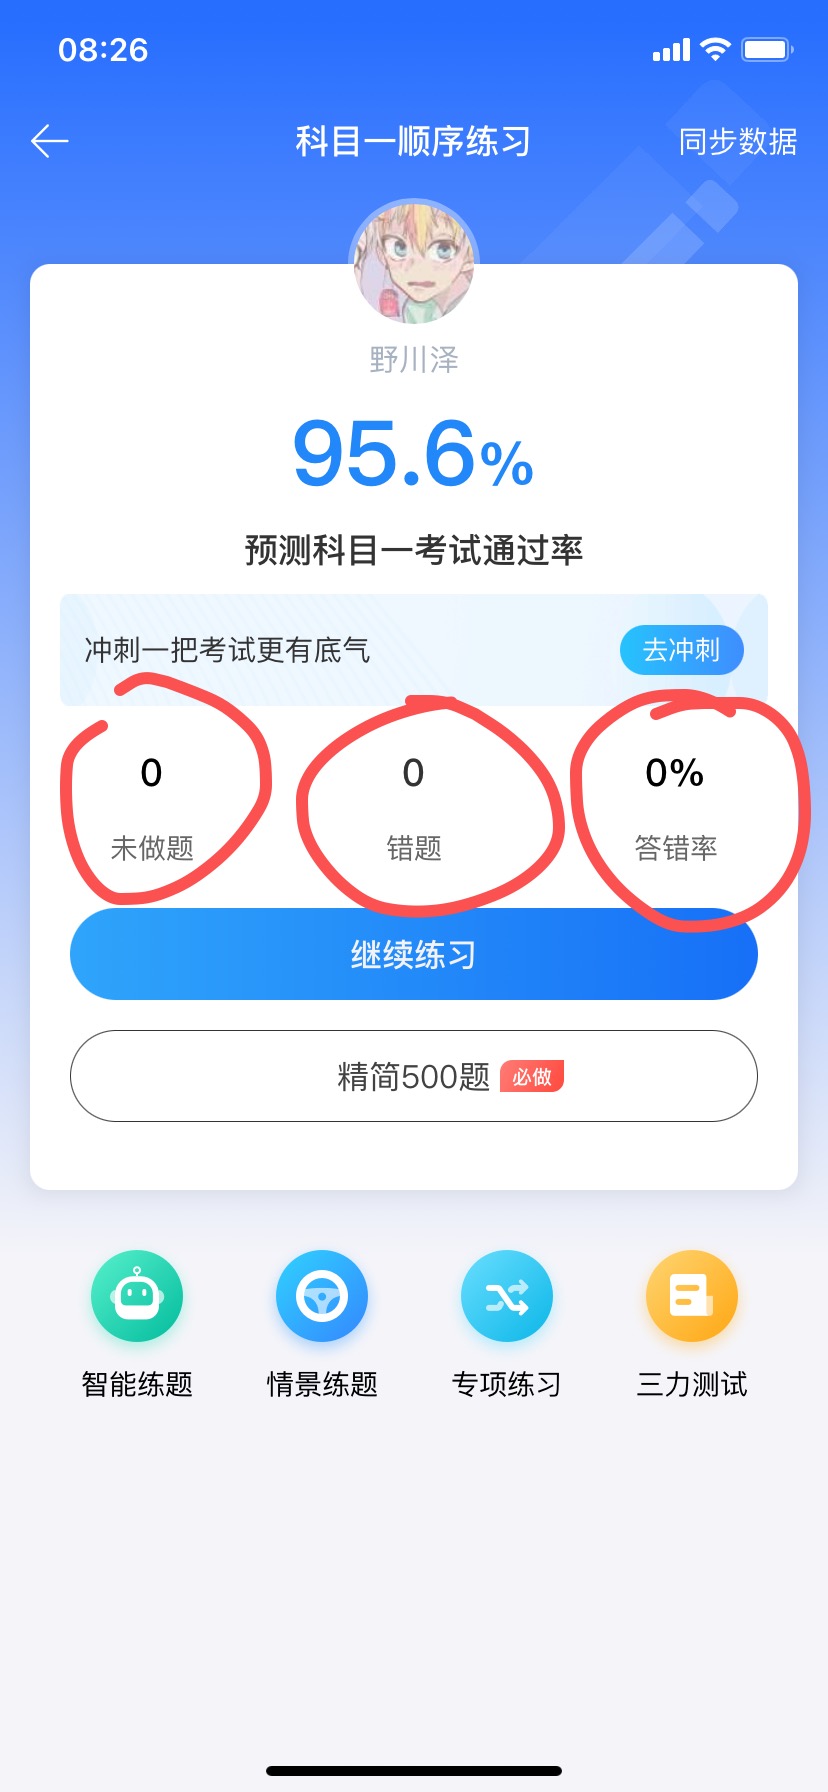 08:26
科目一顺序练习
同步数据
野川泽
95.6%
预测科目一考试通过率
冲刺一把考试更有底气
去冲刺
0
0
0%
未做题
错题
答错率
继续练习
精简500题
必做
智能练题
情景练题
专项练习
三力测试